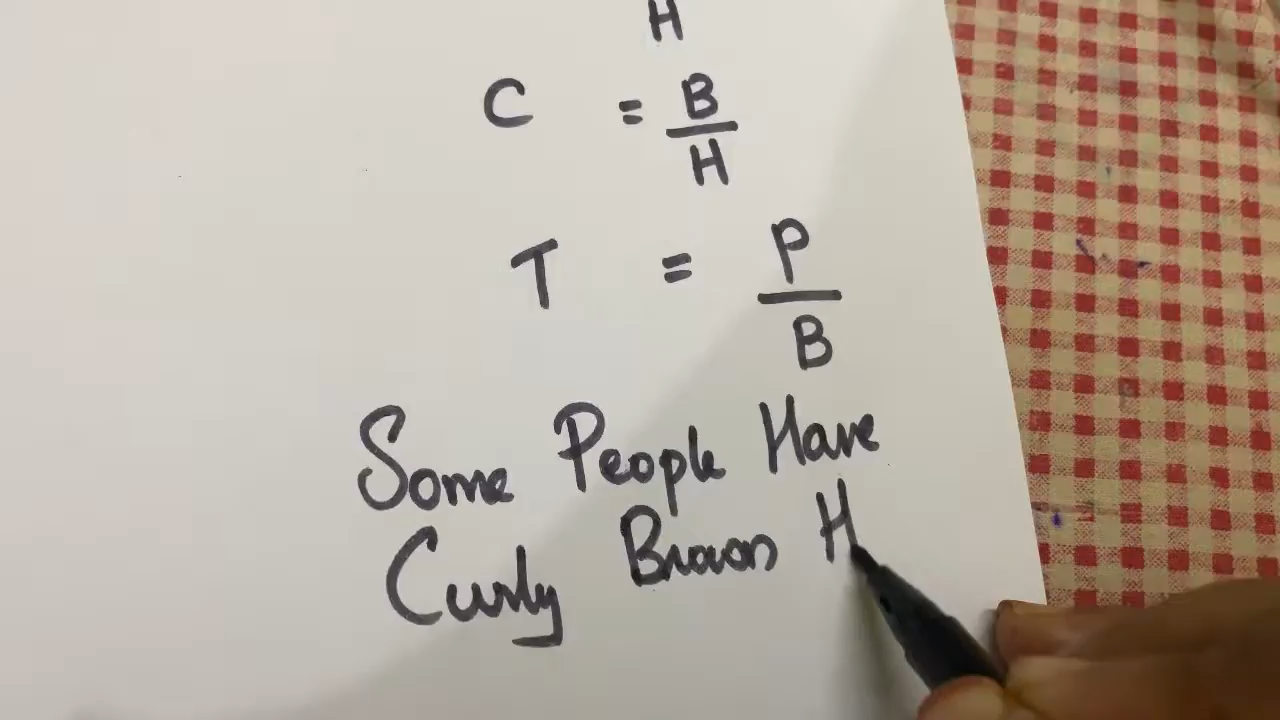 H
C = B
H
T = P
B
Some People Have
Curly Brown H